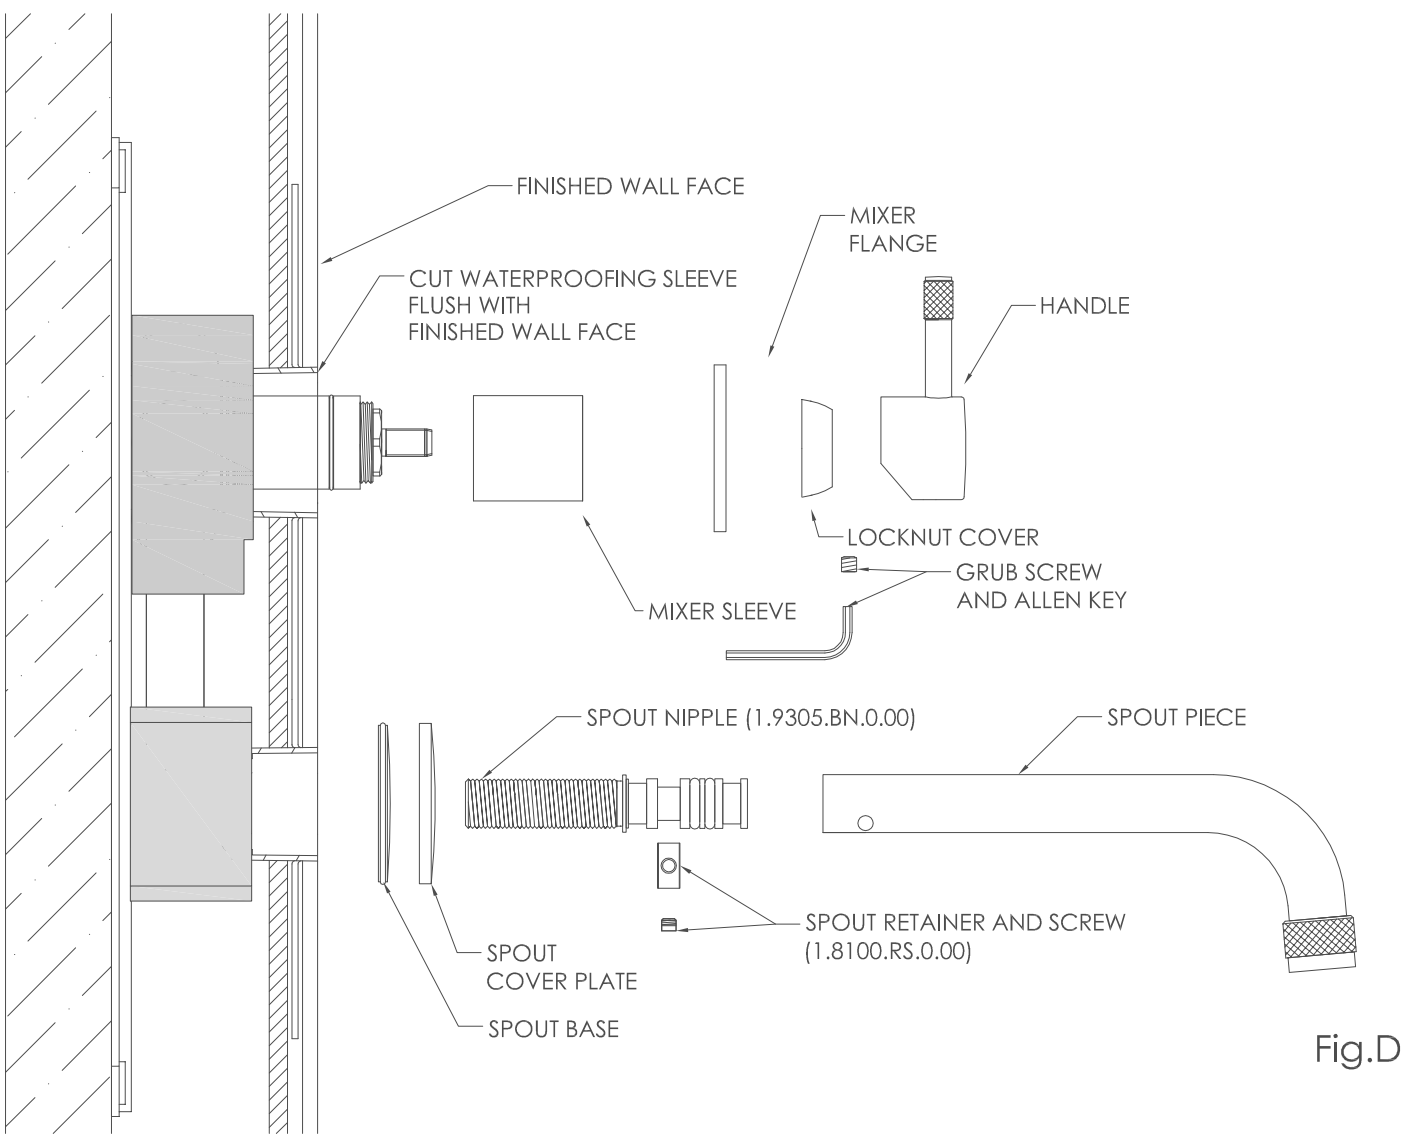 FINISHED WALL FACE
MIXER
FLANGE
CUT WATERPROOFING SLEEVE
FLUSH WITH
FINISHED WALL FACE
HANDLE
LOCKNUT COVER
GRUB SCREW
AND ALLEN KEY
MIXER SLEEVE
SPOUT NIPPLE (1.9305.BN.0.00)
SPOUT PIECE
SPOUT RETAINER AND SCREW
(1.8100.RS.0.00)
SPOUT
COVER PLATE
SPOUT BASE
Fig.D